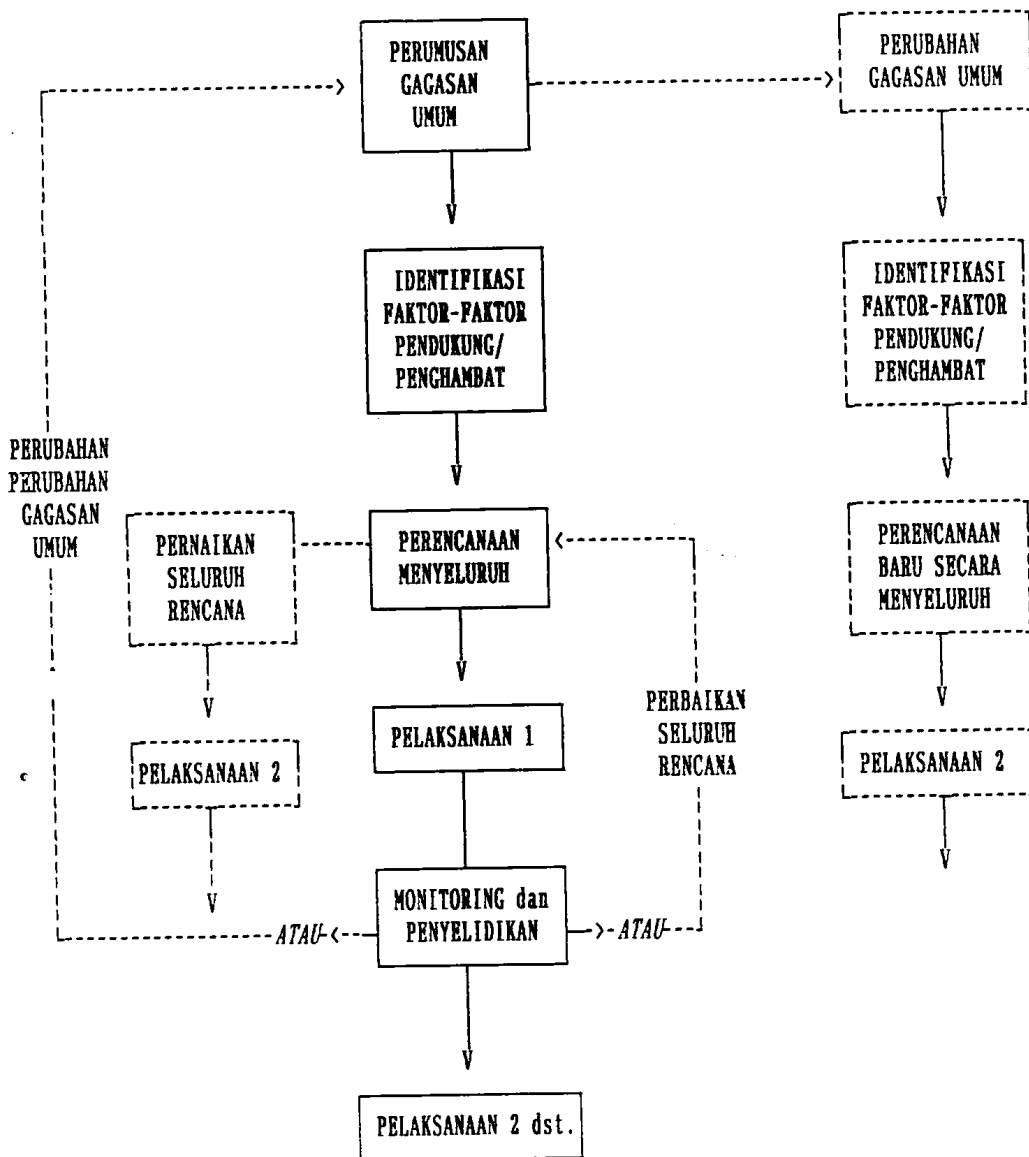 PERUMUSAN
GAGASAN
UMUM
PERUBAHAN
GAGASAN UMUM
IDENTIFIKASI
FAKTOR-FAKTOR
PENDUKUNG/
PENGHAMBAT
IDENTIFIKASI
FAKTOR-FAKTOR
PENDUKUNG/
PENGHAMBAT
PERUBAHAN
PERUBAHAN
GAGASAN
UMUM
PERNAIKAN
SELURUH
RENCANA
PERENCANAAN
MENYELURUH
PERENCANAAN
BARU SECARA
MENYELURUH
PERBAIKAN
SELURUH
RENCANA
PELAKSANAAN 2
PELAKSANAAN 1
PELAKSANAAN 2
MONITORING dan
PENYELIDIKAN
ATAU
ATAU
PELAKSANAAN 2 dst.